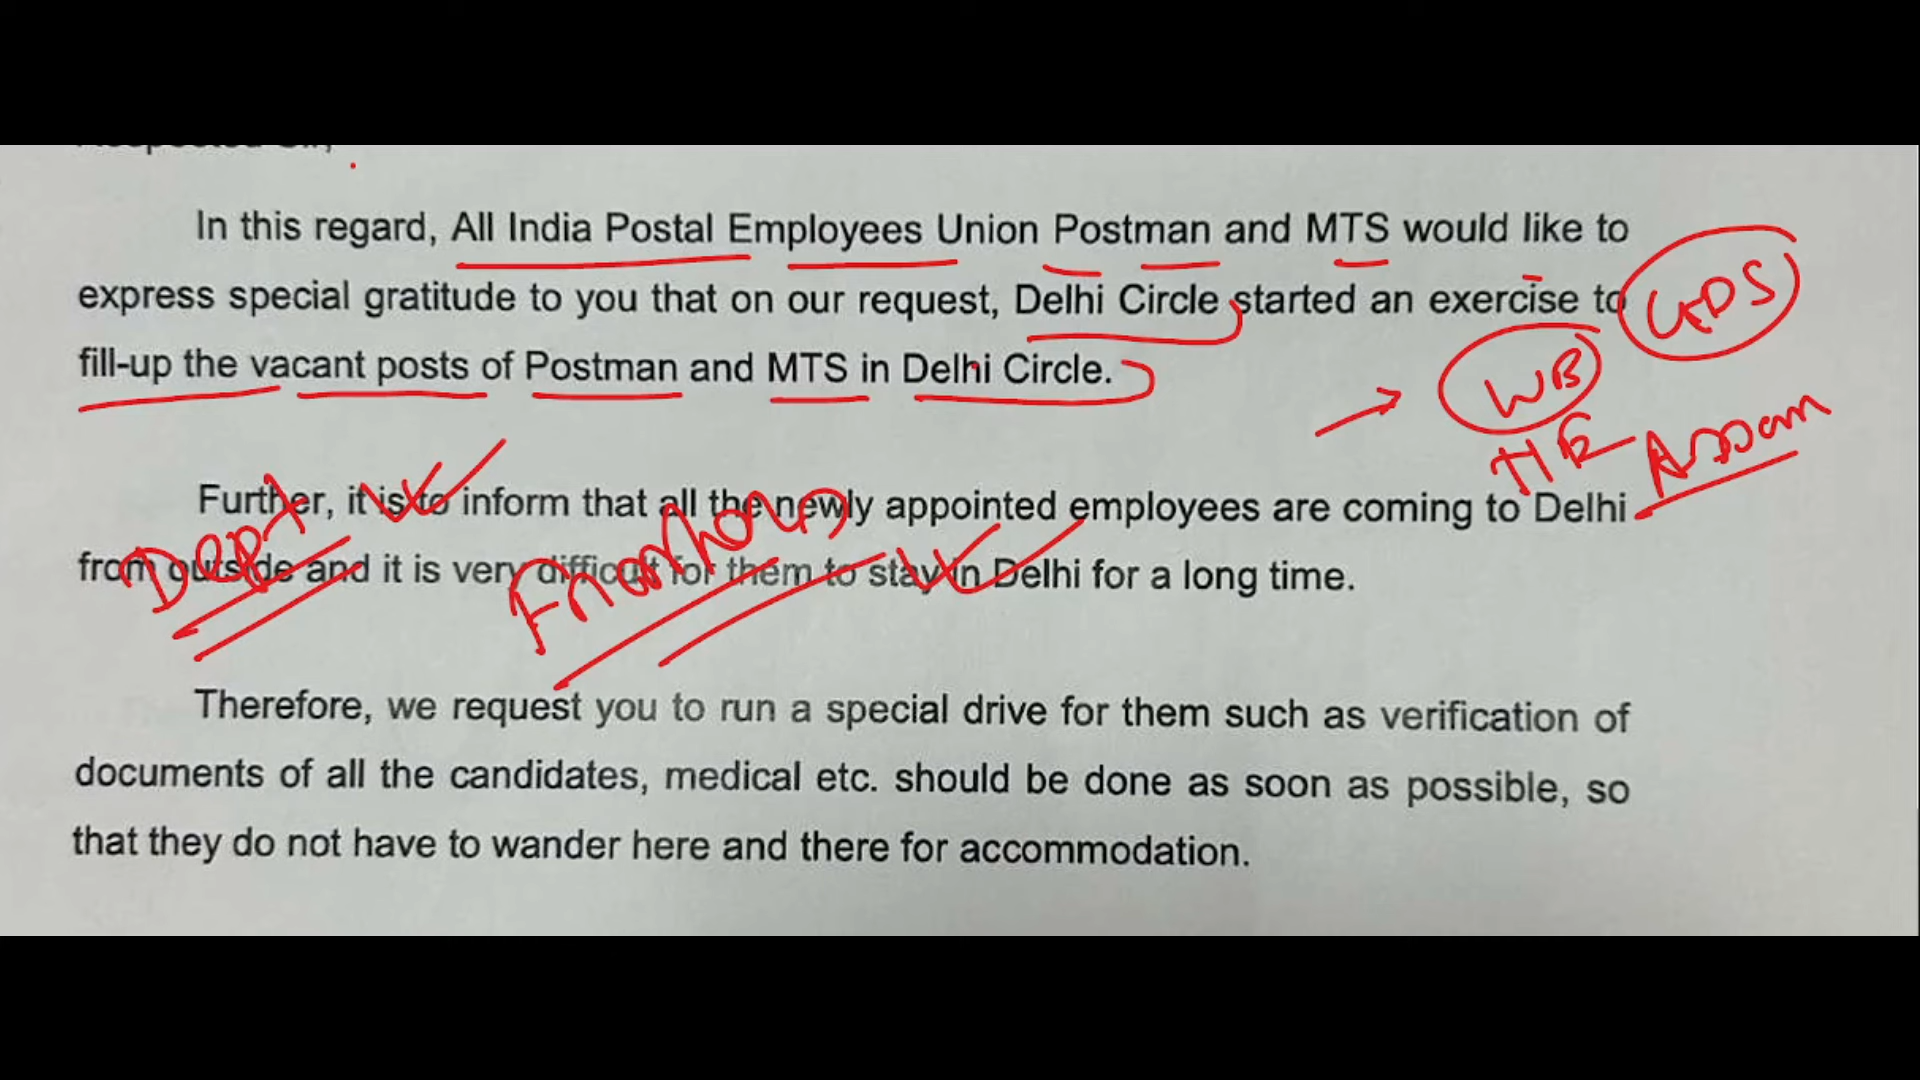 In this regard, All India Postal Employees Union Postman and MTS would like to
express special gratitude to you that on our request, Delhi Circle started an exercise to
fill-up the vacant posts of Postman and MTS in Delhi Circle.
GDS
WB
NE
Assam
Further, it is to inform that all the newly appointed employees are coming to Delhi
from outside and it is very difficult for them to stay in Delhi for a long time.
Dept
Therefore, we request you to run a special drive for them such as verification of
documents of all the candidates, medical etc. should be done as soon as possible, so
that they do not have to wander here and there for accommodation.